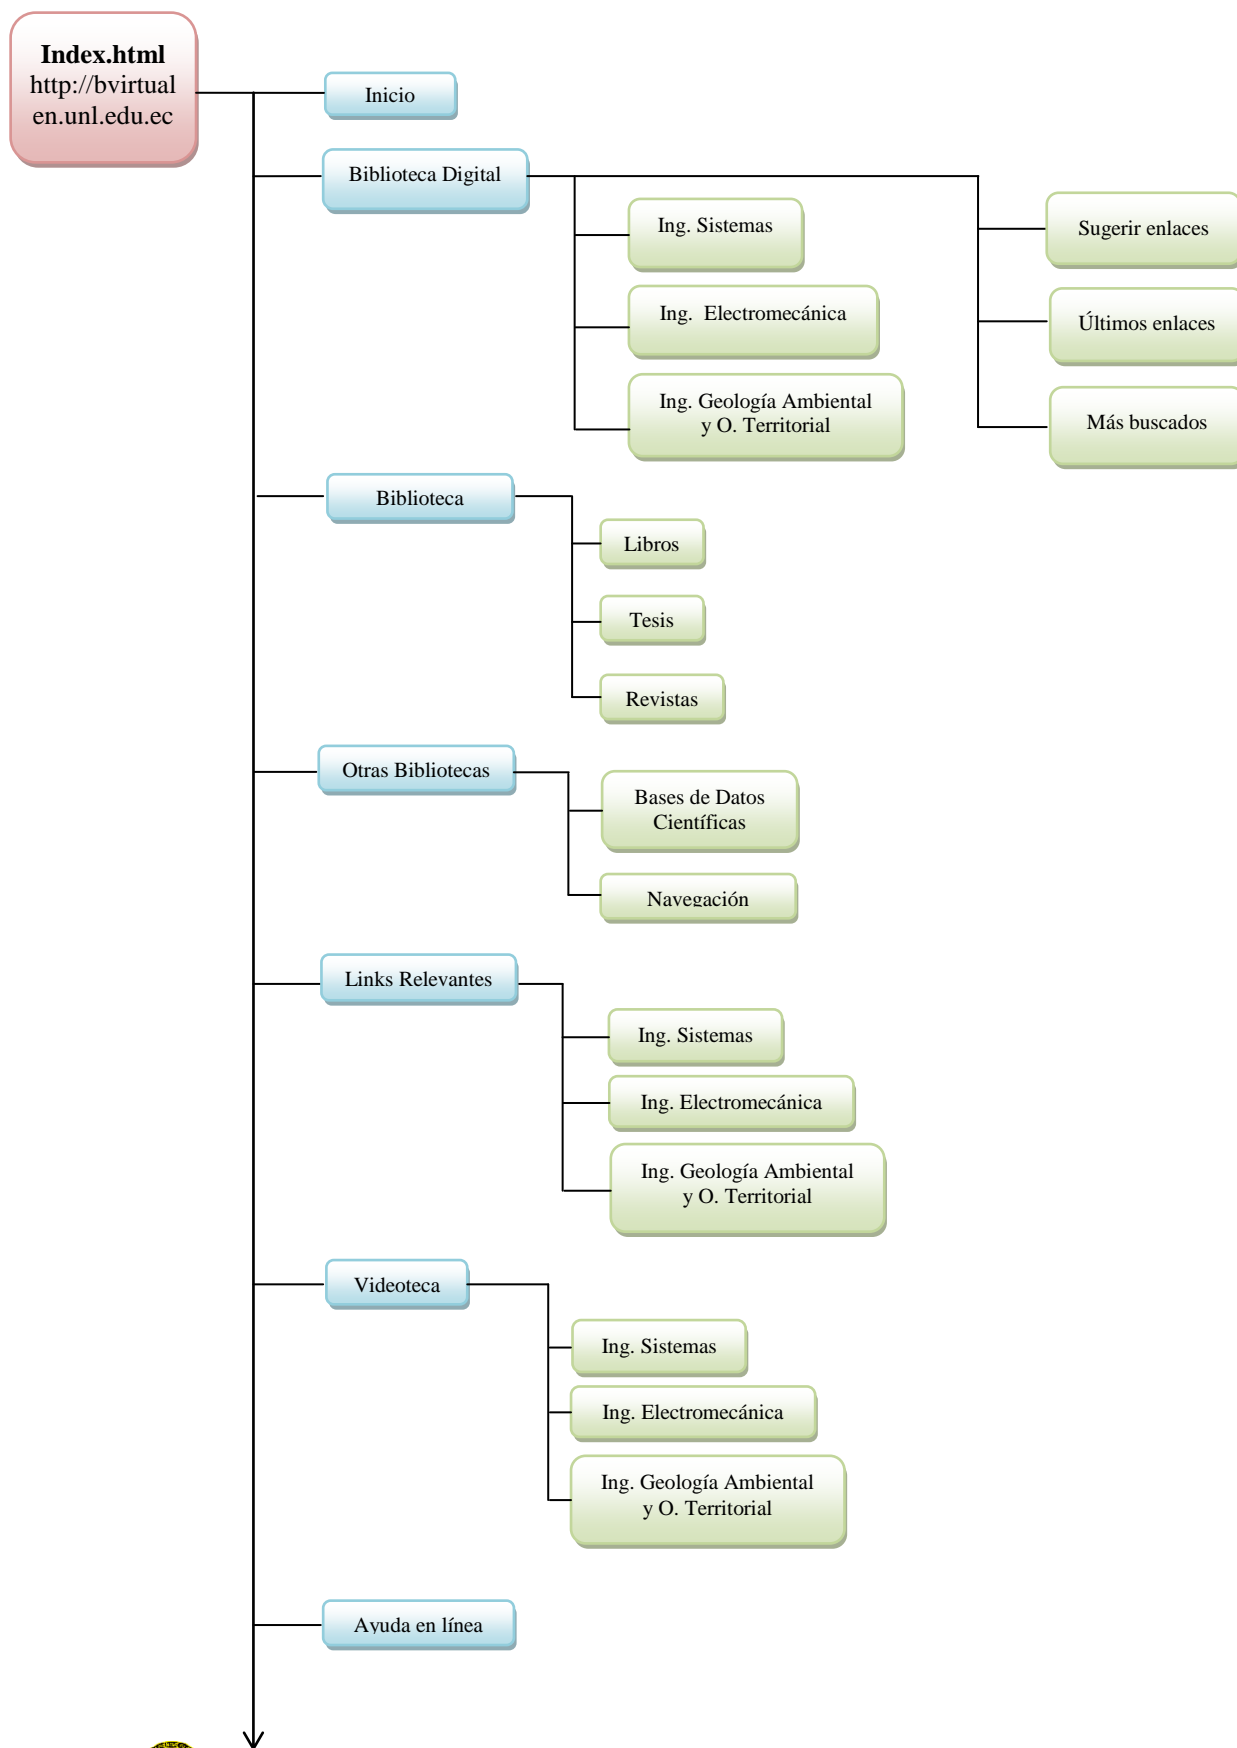 Index.html
http://bvirtual
en.unl.edu.ec
Inicio
Biblioteca Digital
Ing. Sistemas
Ing. Electromecánica
Ing. Geología Ambiental
y O. Territorial
Sugerir enlaces
Últimos enlaces
Más buscados
Biblioteca
Libros
Tesis
Revistas
Otras Bibliotecas
Bases de Datos
Científicas
Navegación
Links Relevantes
Ing. Sistemas
Ing. Electromecánica
Ing. Geología Ambiental
y O. Territorial
Videoteca
Ing. Sistemas
Ing. Electromecánica
Ing. Geología Ambiental
y O. Territorial
Ayuda en línea